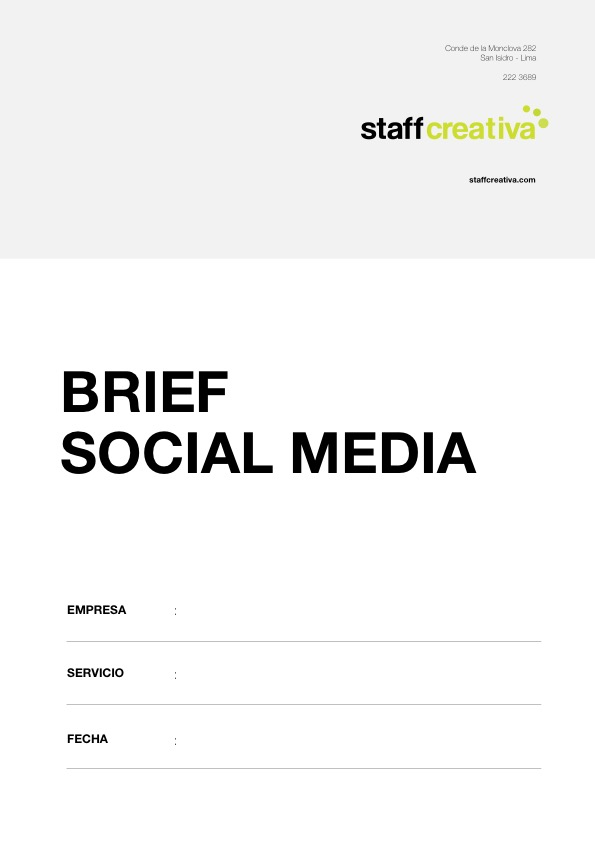 Conde de la Monclova 282
San Isidro - Lima
222 3689
staffcreativa
staffcreativa.com
BRIEF
SOCIAL MEDIA
EMPRESA :
SERVICIO :
FECHA :